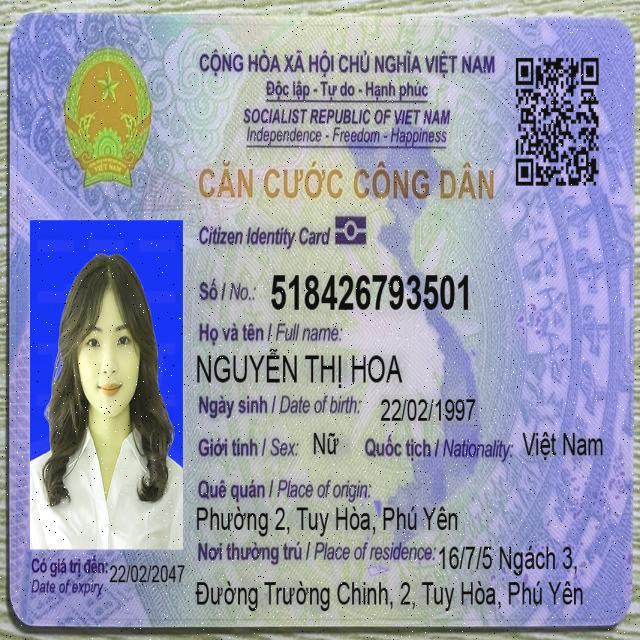 CỘNG HÒA XÃ HỘI CHỦ NGHĨA VIỆT NAM
Độc lập - Tự do - Hạnh phúc
SOCIALIST REPUBLIC OF VIET NAM
Independence - Freedom - Happiness
CĂN CƯỚC CÔNG DÂN
Citizen Identity Card
Số / No.: 518426793501
Họ và tên / Full name:
NGUYỄN THỊ HOA
Ngày sinh / Date of birth: 22/02/1997
Giới tính / Sex: Nữ Quốc tịch / Nationality: Việt Nam
Quê quán / Place of origin:
Phường 2, Tuy Hòa, Phú Yên
Nơi thường trú / Place of residence: 16/7/5 Ngách 3,
Đường Trường Chinh, 2, Tuy Hòa, Phú Yên
Có giá trị đến: 22/02/2047
Date of expiry
VIỆT NAM